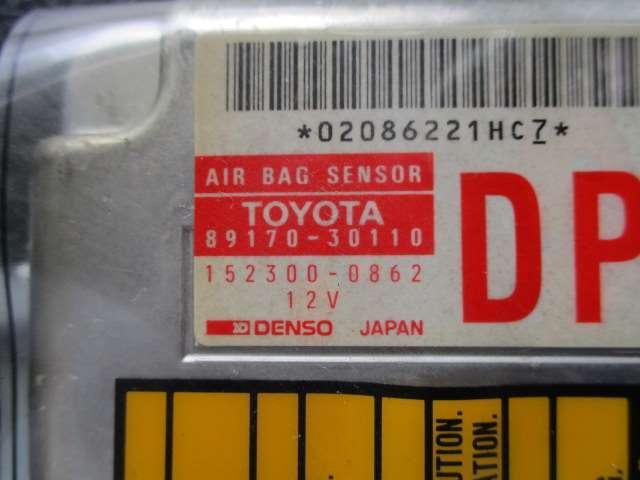 *02086221HC7*
AIR BAG SENSOR
TOYOTA
89170-30110
152300-0862
12V
DENSO JAPAN
DP
UTION.
ATION.